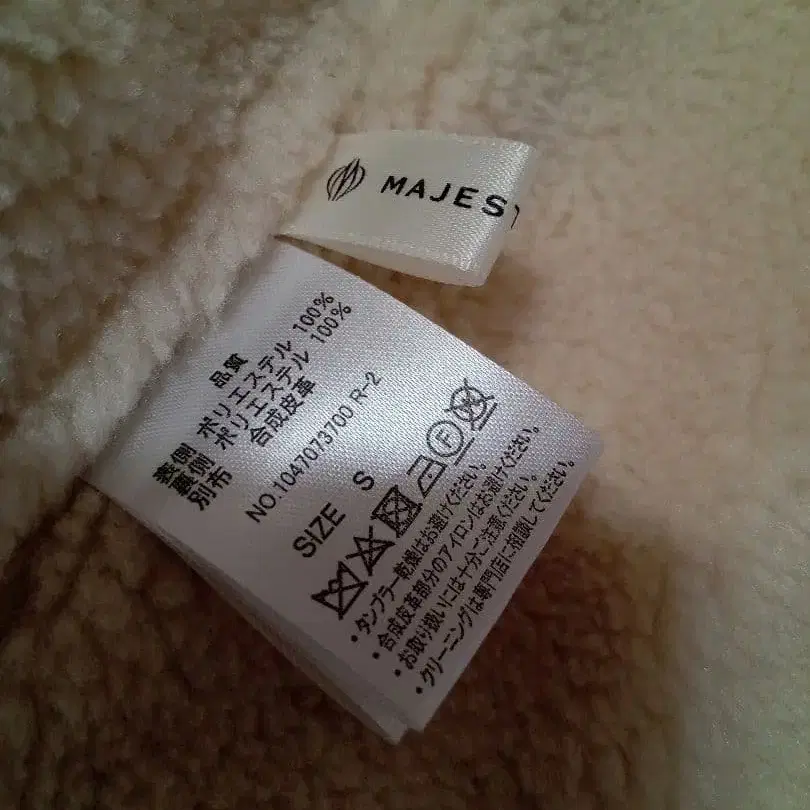 MAJES
品質
表側 ポリエステル 100%
裏側 ポリエステル 100%
別布 合成皮革
NO.1047073700 R-2
SIZE S
F
・タンブラー乾燥はお避けください。
・合成皮革部分のアイロンはお避けください。
・お取り扱いには十分ご注意ください。
・クリーニングは専門店に相談してください。